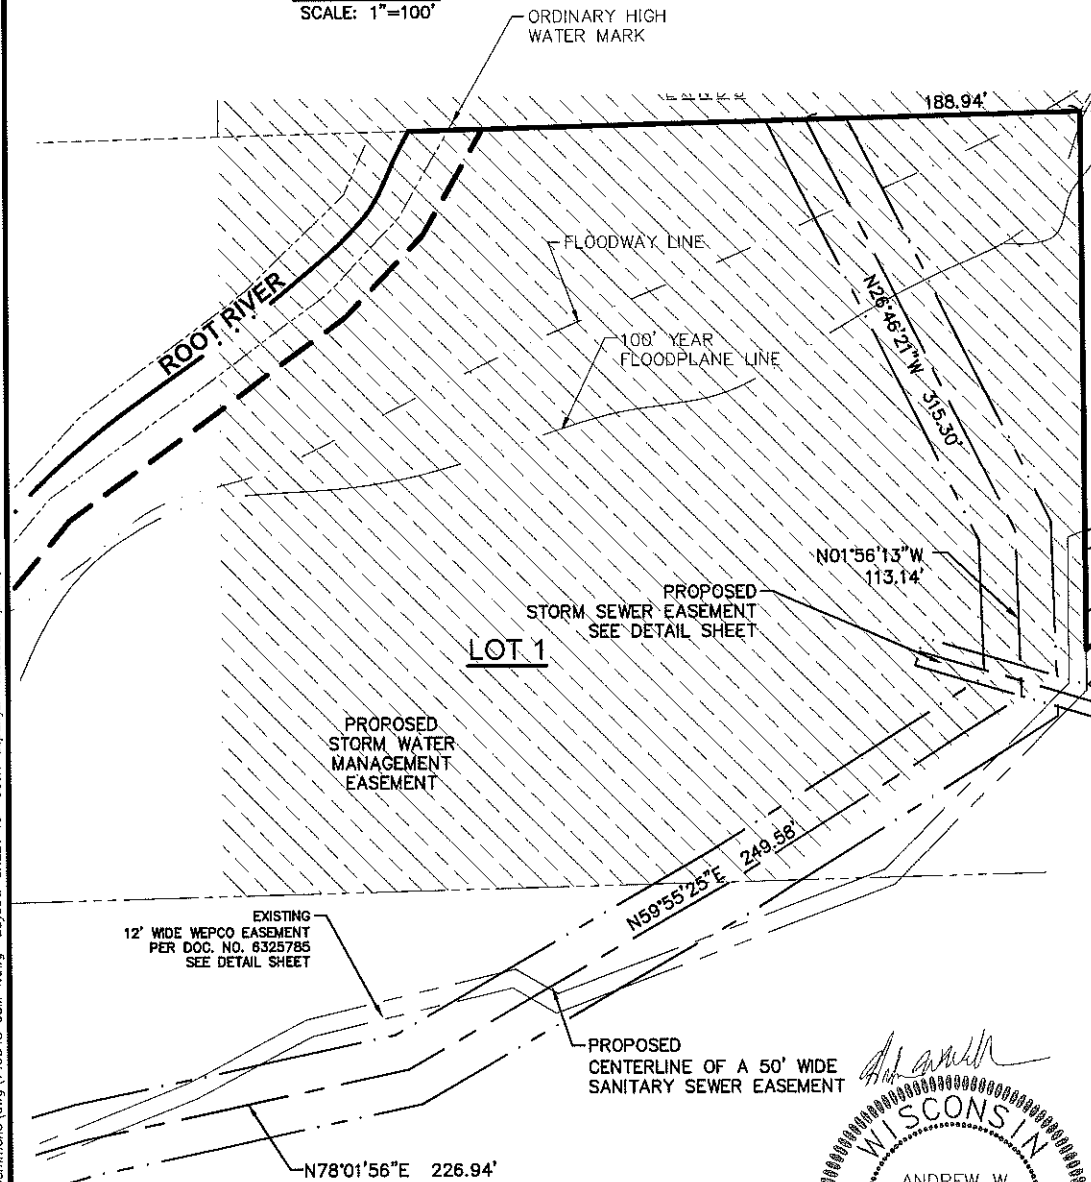 SCALE: 1"=100'
ORDINARY HIGH
WATER MARK
188.94'
FLOODWAY LINE
ROOT RIVER
100' YEAR
FLOODPLANE LINE
N26°46'21"W 315.30'
N01°56'13"W
113.14'
PROPOSED
STORM SEWER EASEMENT
SEE DETAIL SHEET
LOT 1
PROPOSED
STORM WATER
MANAGEMENT
EASEMENT
N59°55'25"E 249.58'
EXISTING
12' WIDE WEPCO EASEMENT
PER DOC. NO. 6325785
SEE DETAIL SHEET
PROPOSED
CENTERLINE OF A 50' WIDE
SANITARY SEWER EASEMENT
WISCONSIN
ANDREW W.
N78°01'56"E 226.94'